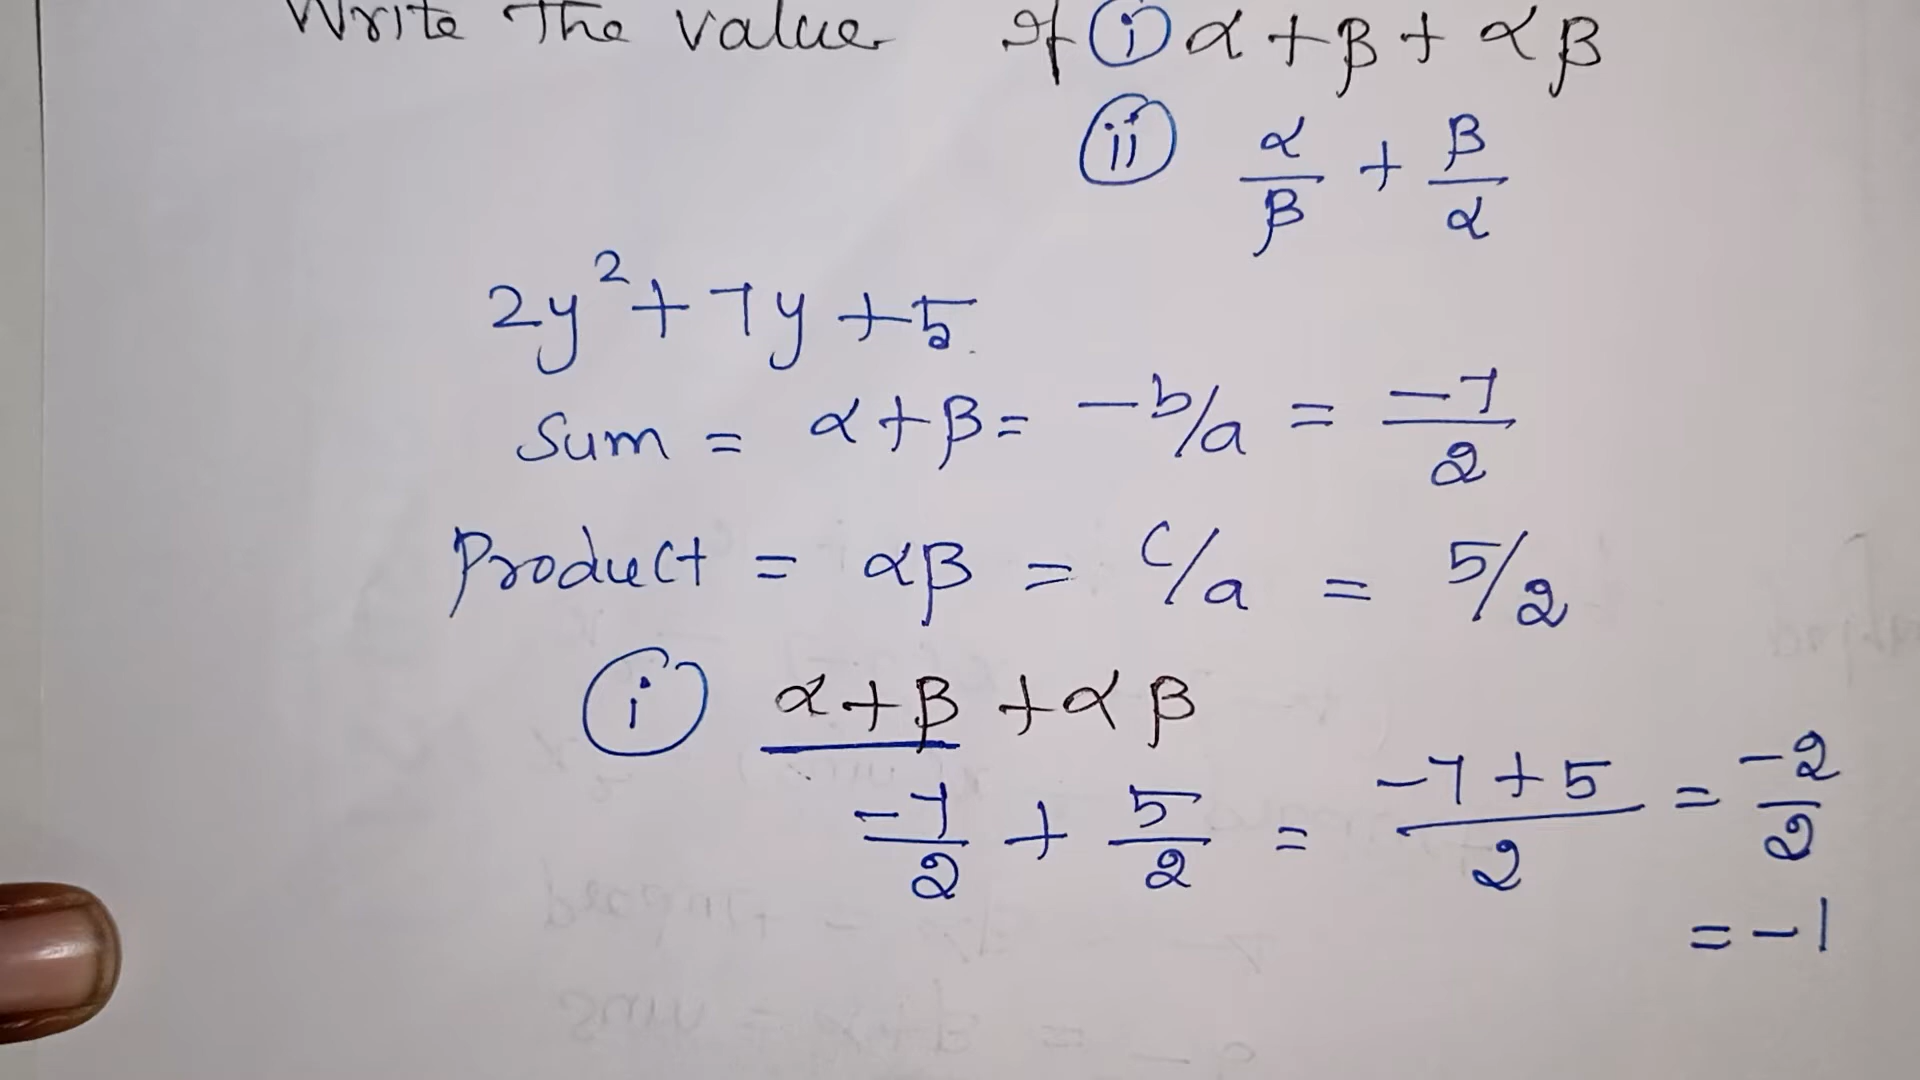 Write The value of (i) α + β + αβ
(ii) α/β + β/α
2y² + 7y + 5
Sum = α + β = -b/a = -7/2
Product = αβ = c/a = 5/2
(i) α + β + αβ
-7/2 + 5/2 = (-7 + 5)/2 = -2/2
= -1